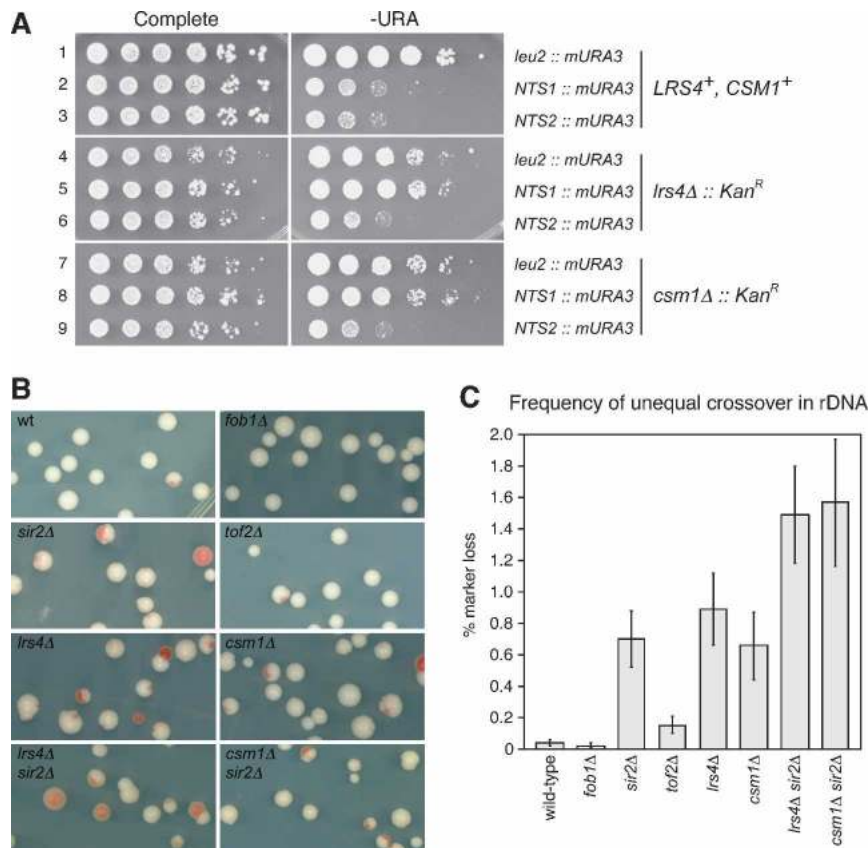 A
Complete -URA
1 leu2 :: mURA3
2 NTS1 :: mURA3 LRS4⁺, CSM1⁺
3 NTS2 :: mURA3
4 leu2 :: mURA3
5 NTS1 :: mURA3 lrs4Δ :: Kanᴿ
6 NTS2 :: mURA3
7 leu2 :: mURA3
8 NTS1 :: mURA3 csm1Δ :: Kanᴿ
9 NTS2 :: mURA3
B
wt fob1Δ
sir2Δ tof2Δ
lrs4Δ csm1Δ
lrs4Δ csm1Δ
sir2Δ sir2Δ
C Frequency of unequal crossover in rDNA
% marker loss
2.0
1.8
1.6
1.4
1.2
1.0
0.8
0.6
0.4
0.2
0
wild-type
fob1Δ
sir2Δ
tof2Δ
lrs4Δ
csm1Δ
lrs4Δ sir2Δ
csm1Δ sir2Δ